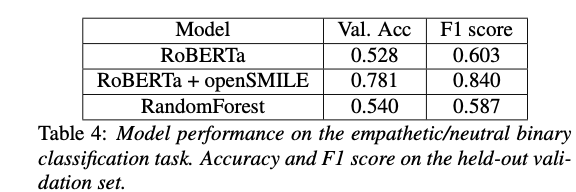 Model Val. Acc F1 score
RoBERTa 0.528 0.603
RoBERTa + openSMILE 0.781 0.840
RandomForest 0.540 0.587
Table 4: Model performance on the empathetic/neutral binary
classification task. Accuracy and F1 score on the held-out vali-
dation set.